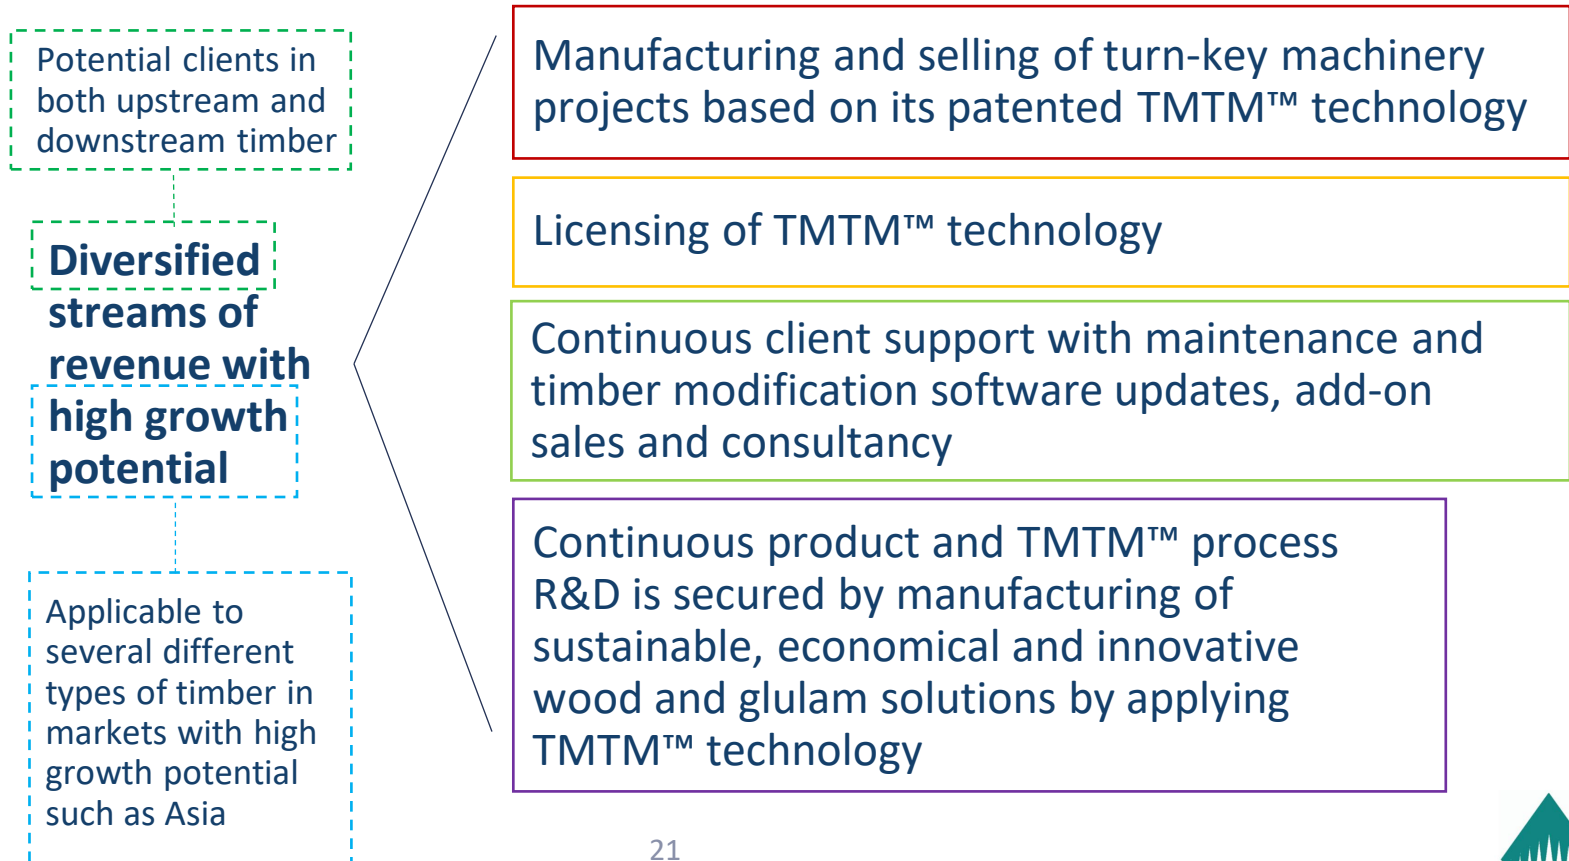 Potential clients in
both upstream and
downstream timber
Diversified
streams of
revenue with
high growth
potential
Applicable to
several different
types of timber in
markets with high
growth potential
such as Asia
Manufacturing and selling of turn-key machinery
projects based on its patented TMTM™ technology
Licensing of TMTM™ technology
Continuous client support with maintenance and
timber modification software updates, add-on
sales and consultancy
Continuous product and TMTM™ process
R&D is secured by manufacturing of
sustainable, economical and innovative
wood and glulam solutions by applying
TMTM™ technology
21